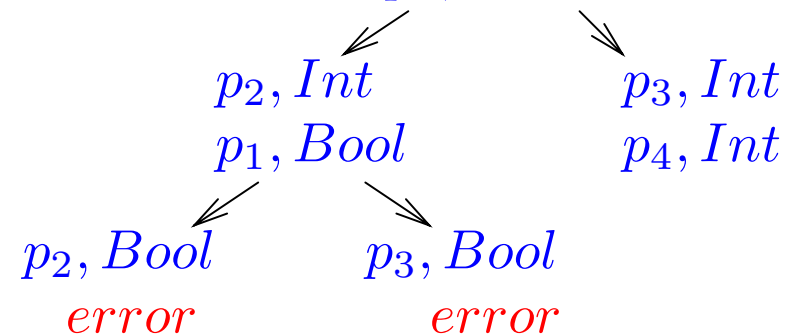 p₂, Int p₃, Int
p₁, Bool p₄, Int
p₂, Bool p₃, Bool
error error